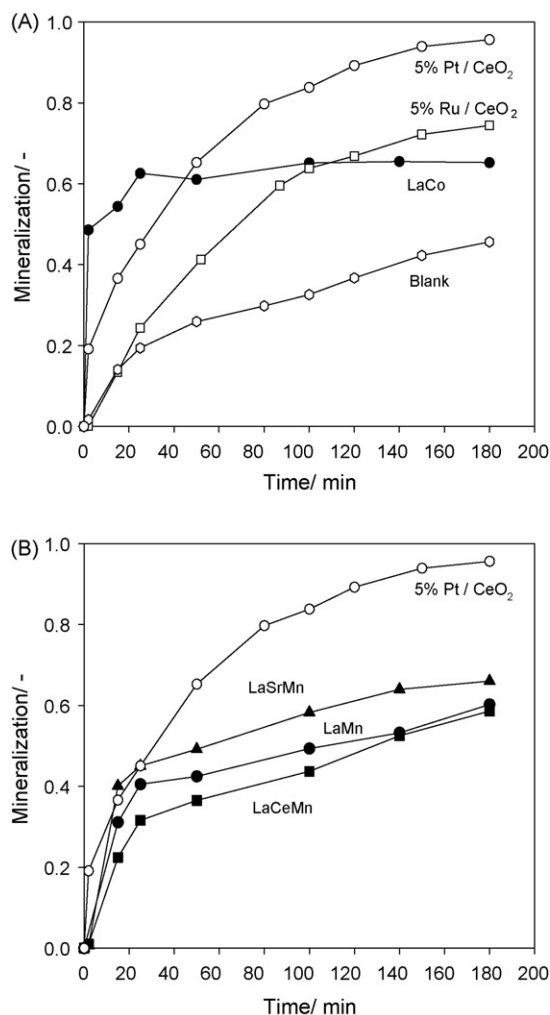 (A)
1.0
0.8
0.6
0.4
0.2
0.0
Mineralization/ -
5% Pt / CeO₂
5% Ru / CeO₂
LaCo
Blank
0 20 40 60 80 100 120 140 160 180 200
Time/ min
(B)
1.0
0.8
0.6
0.4
0.2
0.0
Mineralization/ -
5% Pt / CeO₂
LaSrMn
LaMn
LaCeMn
0 20 40 60 80 100 120 140 160 180 200
Time/ min